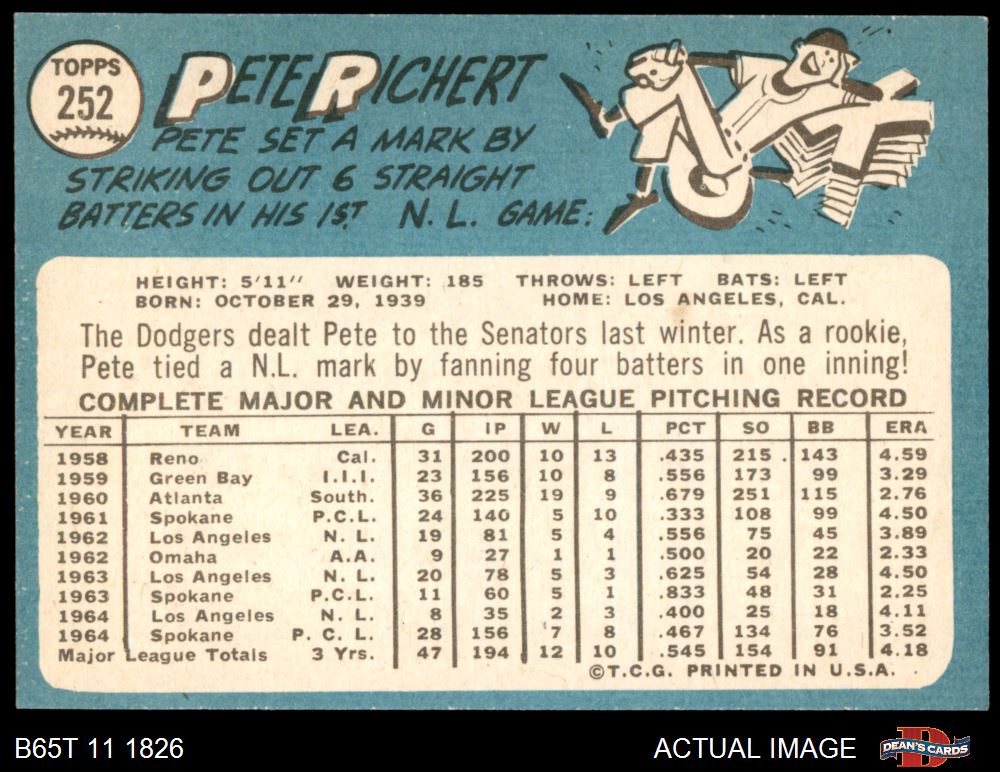 TOPPS
252
PETE RICHERT
PETE SET A MARK BY
STRIKING OUT 6 STRAIGHT
BATTERS IN HIS 1ST. N. L. GAME.
HEIGHT: 5'11" WEIGHT: 185 THROWS: LEFT BATS: LEFT
BORN: OCTOBER 29, 1939 HOME: LOS ANGELES, CAL.
The Dodgers dealt Pete to the Senators last winter. As a rookie,
Pete tied a N.L. mark by fanning four batters in one inning!
COMPLETE MAJOR AND MINOR LEAGUE PITCHING RECORD
YEAR TEAM LEA. G IP W L PCT SO BB ERA
1958 Reno Cal. 31 200 10 13 .435 215 143 4.59
1959 Green Bay I.I.I. 23 156 10 8 .556 173 99 3.29
1960 Atlanta South. 36 225 19 9 .679 251 115 2.76
1961 Spokane P.C.L. 24 140 5 10 .333 108 99 4.50
1962 Los Angeles N. L. 19 81 5 4 .556 75 45 3.89
1962 Omaha A.A. 9 27 1 1 .500 20 22 2.33
1963 Los Angeles N. L. 20 78 5 3 .625 54 28 4.50
1963 Spokane P.C.L. 11 60 5 1 .833 48 31 2.25
1964 Los Angeles N. L. 8 35 2 3 .400 25 18 4.11
1964 Spokane P. C. L. 28 156 7 8 .467 134 76 3.52
Major League Totals 3 Yrs. 47 194 12 10 .545 154 91 4.18
©T.C.G. PRINTED IN U.S.A.
B65T 11 1826 ACTUAL IMAGE DEAN'S CARDS